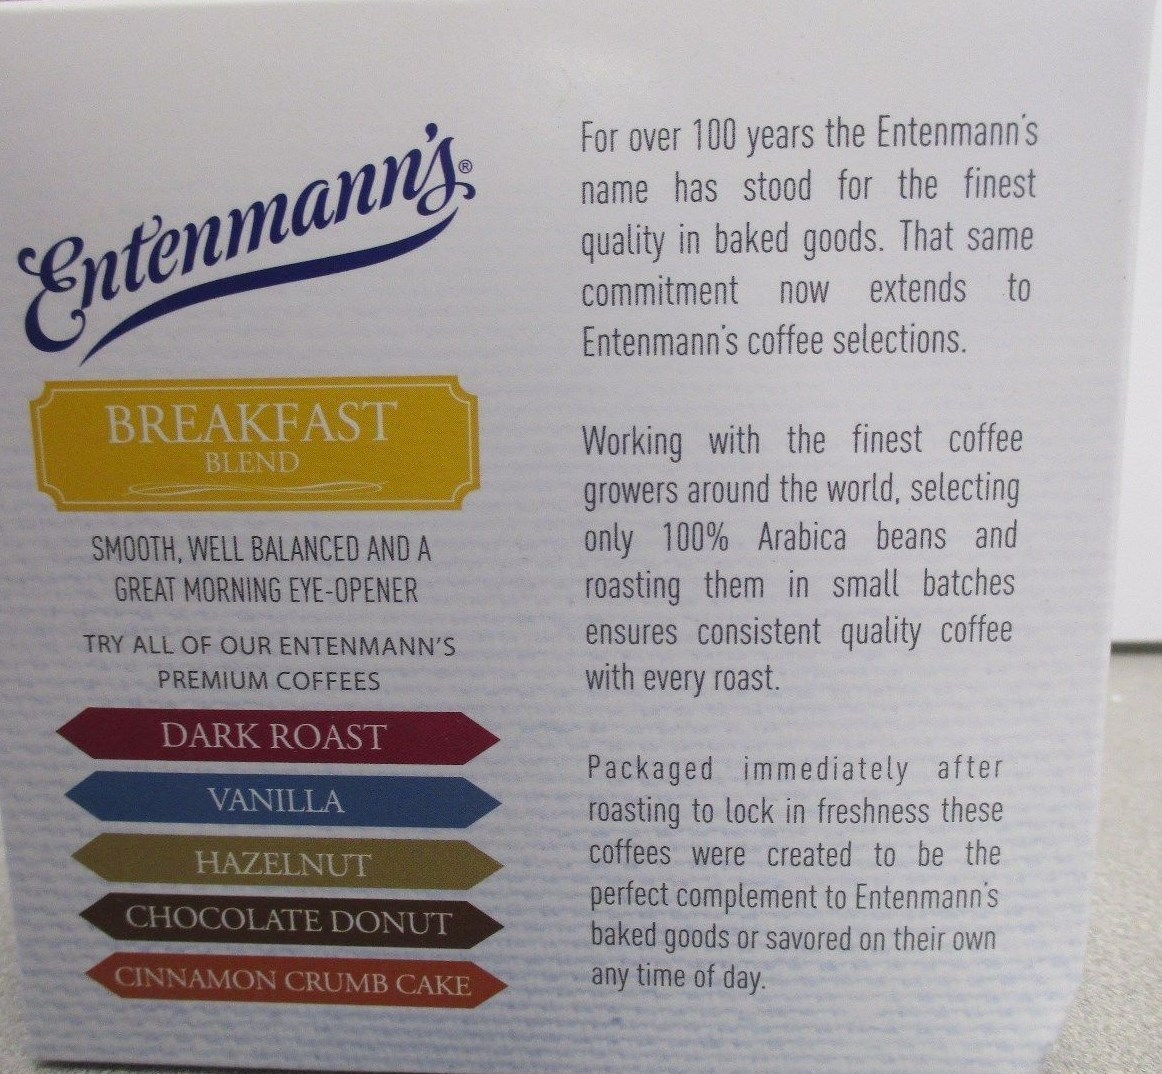 Entenmann's®
BREAKFAST
BLEND
SMOOTH, WELL BALANCED AND A
GREAT MORNING EYE-OPENER
TRY ALL OF OUR ENTENMANN'S
PREMIUM COFFEES
DARK ROAST
VANILLA
HAZELNUT
CHOCOLATE DONUT
CINNAMON CRUMB CAKE
For over 100 years the Entenmann's
name has stood for the finest
quality in baked goods. That same
commitment now extends to
Entenmann's coffee selections.
Working with the finest coffee
growers around the world, selecting
only 100% Arabica beans and
roasting them in small batches
ensures consistent quality coffee
with every roast.
Packaged immediately after
roasting to lock in freshness these
coffees were created to be the
perfect complement to Entenmann's
baked goods or savored on their own
any time of day.